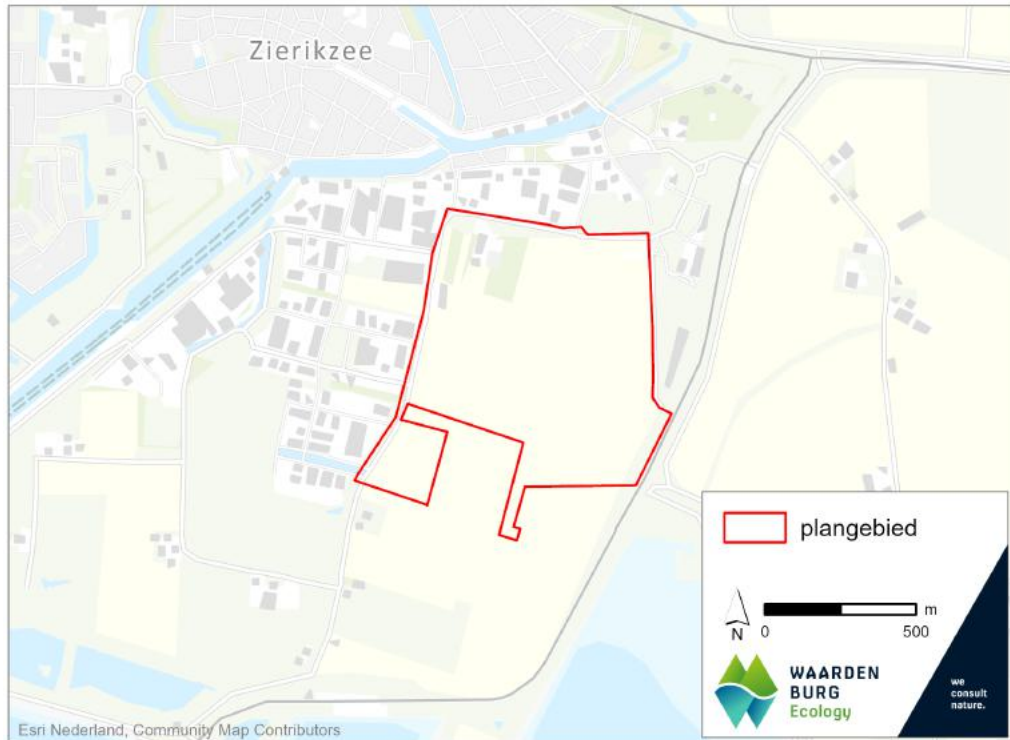 Zierikzee
plangebied
N
0
500
m
WAARDEN
BURG
Ecology
we
consult
nature.
Esri Nederland, Community Map Contributors